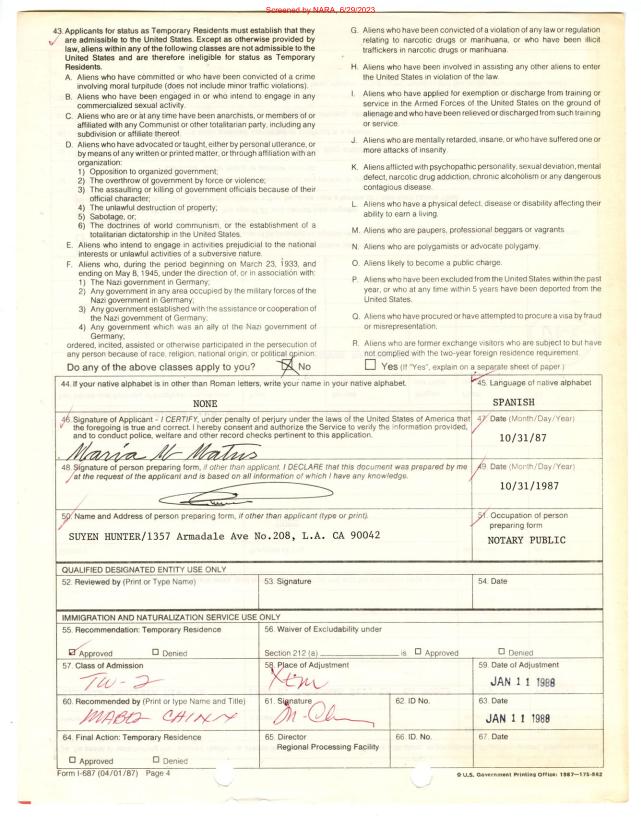 Screened by NARA, 6/29/2023
43. Applicants for status as Temporary Residents must establish that they
are admissible to the United States. Except as otherwise provided by
law, aliens within any of the following classes are not admissible to the
United States and are therefore ineligible for status as Temporary
Residents.
A. Aliens who have committed or who have been convicted of a crime
involving moral turpitude (does not include minor traffic violations).
B. Aliens who have been engaged in or who intend to engage in any
commercialized sexual activity.
C. Aliens who are or at any time have been anarchists, or members of or
affiliated with any Communist or other totalitarian party, including any
subdivision or affiliate thereof.
D. Aliens who have advocated or taught, either by personal utterance, or
by means of any written or printed matter, or through affiliation with an
organization:
1) Opposition to organized government;
2) The overthrow of government by force or violence;
3) The assaulting or killing of government officials because of their
official character;
4) The unlawful destruction of property;
5) Sabotage, or;
6) The doctrines of world communism, or the establishment of a
totalitarian dictatorship in the United States.
E. Aliens who intend to engage in activities prejudicial to the national
interests or unlawful activities of a subversive nature.
F. Aliens who, during the period beginning on March 23, 1933, and
ending on May 8, 1945, under the direction of, or in association with:
1) The Nazi government in Germany;
2) Any government in any area occupied by the military forces of the
Nazi government in Germany;
3) Any government established with the assistance or cooperation of
the Nazi government of Germany;
4) Any government which was an ally of the Nazi government of
Germany;
ordered, incited, assisted or otherwise participated in the persecution of
any person because of race, religion, national origin, or political opinion.
G. Aliens who have been convicted of a violation of any law or regulation
relating to narcotic drugs or marihuana, or who have been illicit
traffickers in narcotic drugs or marihuana.
H. Aliens who have been involved in assisting any other aliens to enter
the United States in violation of the law.
I. Aliens who have applied for exemption or discharge from training or
service in the Armed Forces of the United States on the ground of
alienage and who have been relieved or discharged from such training
or service.
J. Aliens who are mentally retarded, insane, or who have suffered one or
more attacks of insanity.
K. Aliens afflicted with psychopathic personality, sexual deviation, mental
defect, narcotic drug addiction, chronic alcoholism or any dangerous
contagious disease.
L. Aliens who have a physical defect, disease or disability affecting their
ability to earn a living.
M. Aliens who are paupers, professional beggars or vagrants.
N. Aliens who are polygamists or advocate polygamy.
O. Aliens likely to become a public charge.
P. Aliens who have been excluded from the United States within the past
year, or who at any time within 5 years have been deported from the
United States.
Q. Aliens who have procured or have attempted to procure a visa by fraud
or misrepresentation.
R. Aliens who are former exchange visitors who are subject to but have
not complied with the two-year foreign residence requirement.
Do any of the above classes apply to you? ☒ No ☐ Yes (If "Yes", explain on a separate sheet of paper.)
44. If your native alphabet is in other than Roman letters, write your name in your native alphabet.
NONE
45. Language of native alphabet
SPANISH
46. Signature of Applicant - I CERTIFY, under penalty of perjury under the laws of the United States of America that
the foregoing is true and correct. I hereby consent and authorize the Service to verify the information provided,
and to conduct police, welfare and other record checks pertinent to this application.
Maria M Matus
47. Date (Month/Day/Year)
10/31/87
48. Signature of person preparing form, if other than applicant. I DECLARE that this document was prepared by me
at the request of the applicant and is based on all information of which I have any knowledge.
49. Date (Month/Day/Year)
10/31/1987
50. Name and Address of person preparing form, if other than applicant (type or print).
SUYEN HUNTER/1357 Armadale Ave No.208, L.A. CA 90042
51. Occupation of person
preparing form
NOTARY PUBLIC
QUALIFIED DESIGNATED ENTITY USE ONLY
52. Reviewed by (Print or Type Name)
53. Signature
54. Date
IMMIGRATION AND NATURALIZATION SERVICE USE ONLY
55. Recommendation: Temporary Residence
☑ Approved ☐ Denied
56. Waiver of Excludability under
Section 212 (a) is ☐ Approved ☐ Denied
57. Class of Admission
TW-2
58. Place of Adjustment
59. Date of Adjustment
JAN 11 1988
60. Recommended by (Print or type Name and Title)
61. Signature
62. ID No.
63. Date
JAN 11 1988
64. Final Action: Temporary Residence
☐ Approved ☐ Denied
65. Director
Regional Processing Facility
66. ID. No.
67. Date
Form I-687 (04/01/87) Page 4
☆ U.S. Government Printing Office: 1987—175-842